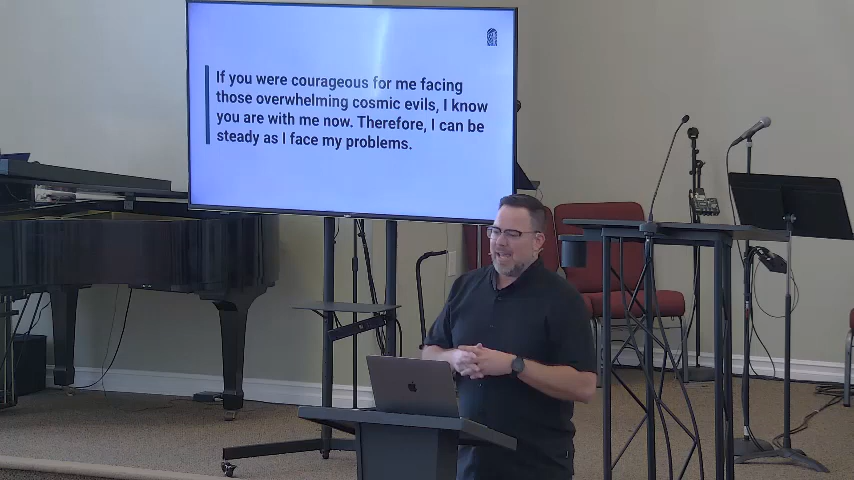 If you were courageous for me facing
those overwhelming cosmic evils, I know
you are with me now. Therefore, I can be
steady as I face my problems.